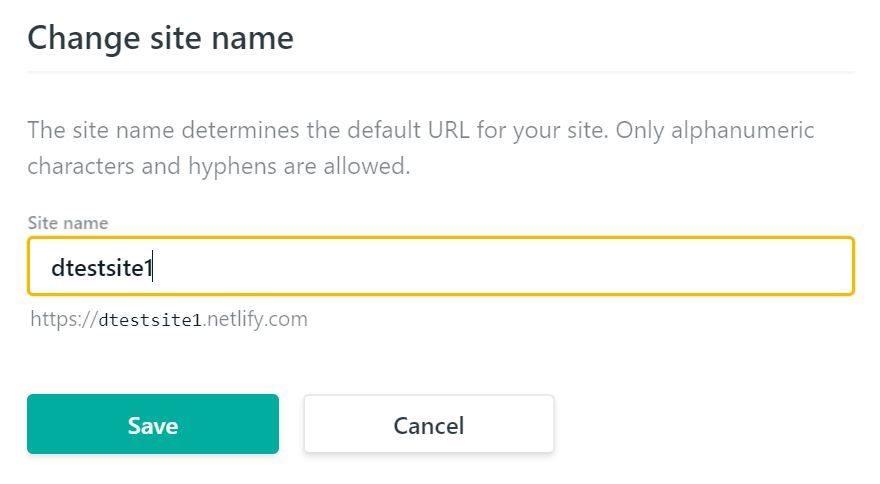 Change site name
The site name determines the default URL for your site. Only alphanumeric
characters and hyphens are allowed.
Site name
dtestsite1
https://dtestsite1.netlify.com
Save
Cancel